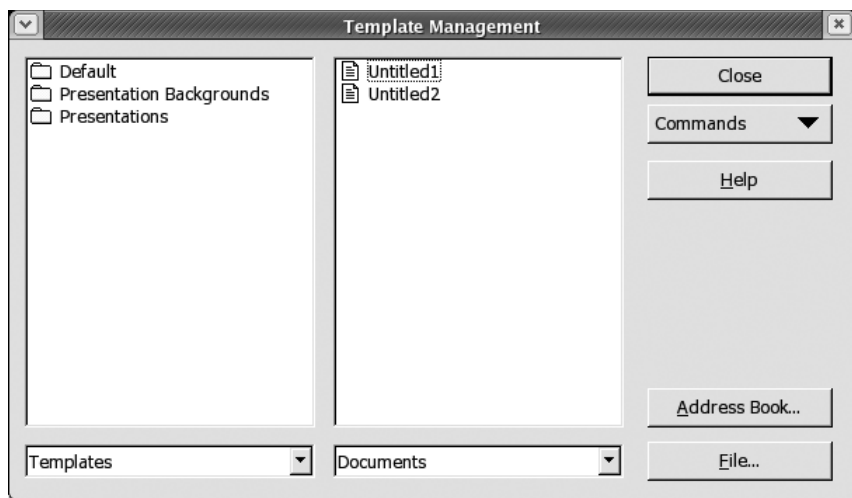 Template Management
Default
Presentation Backgrounds
Presentations
Templates
Untitled1
Untitled2
Documents
Close
Commands
Help
Address Book...
File...